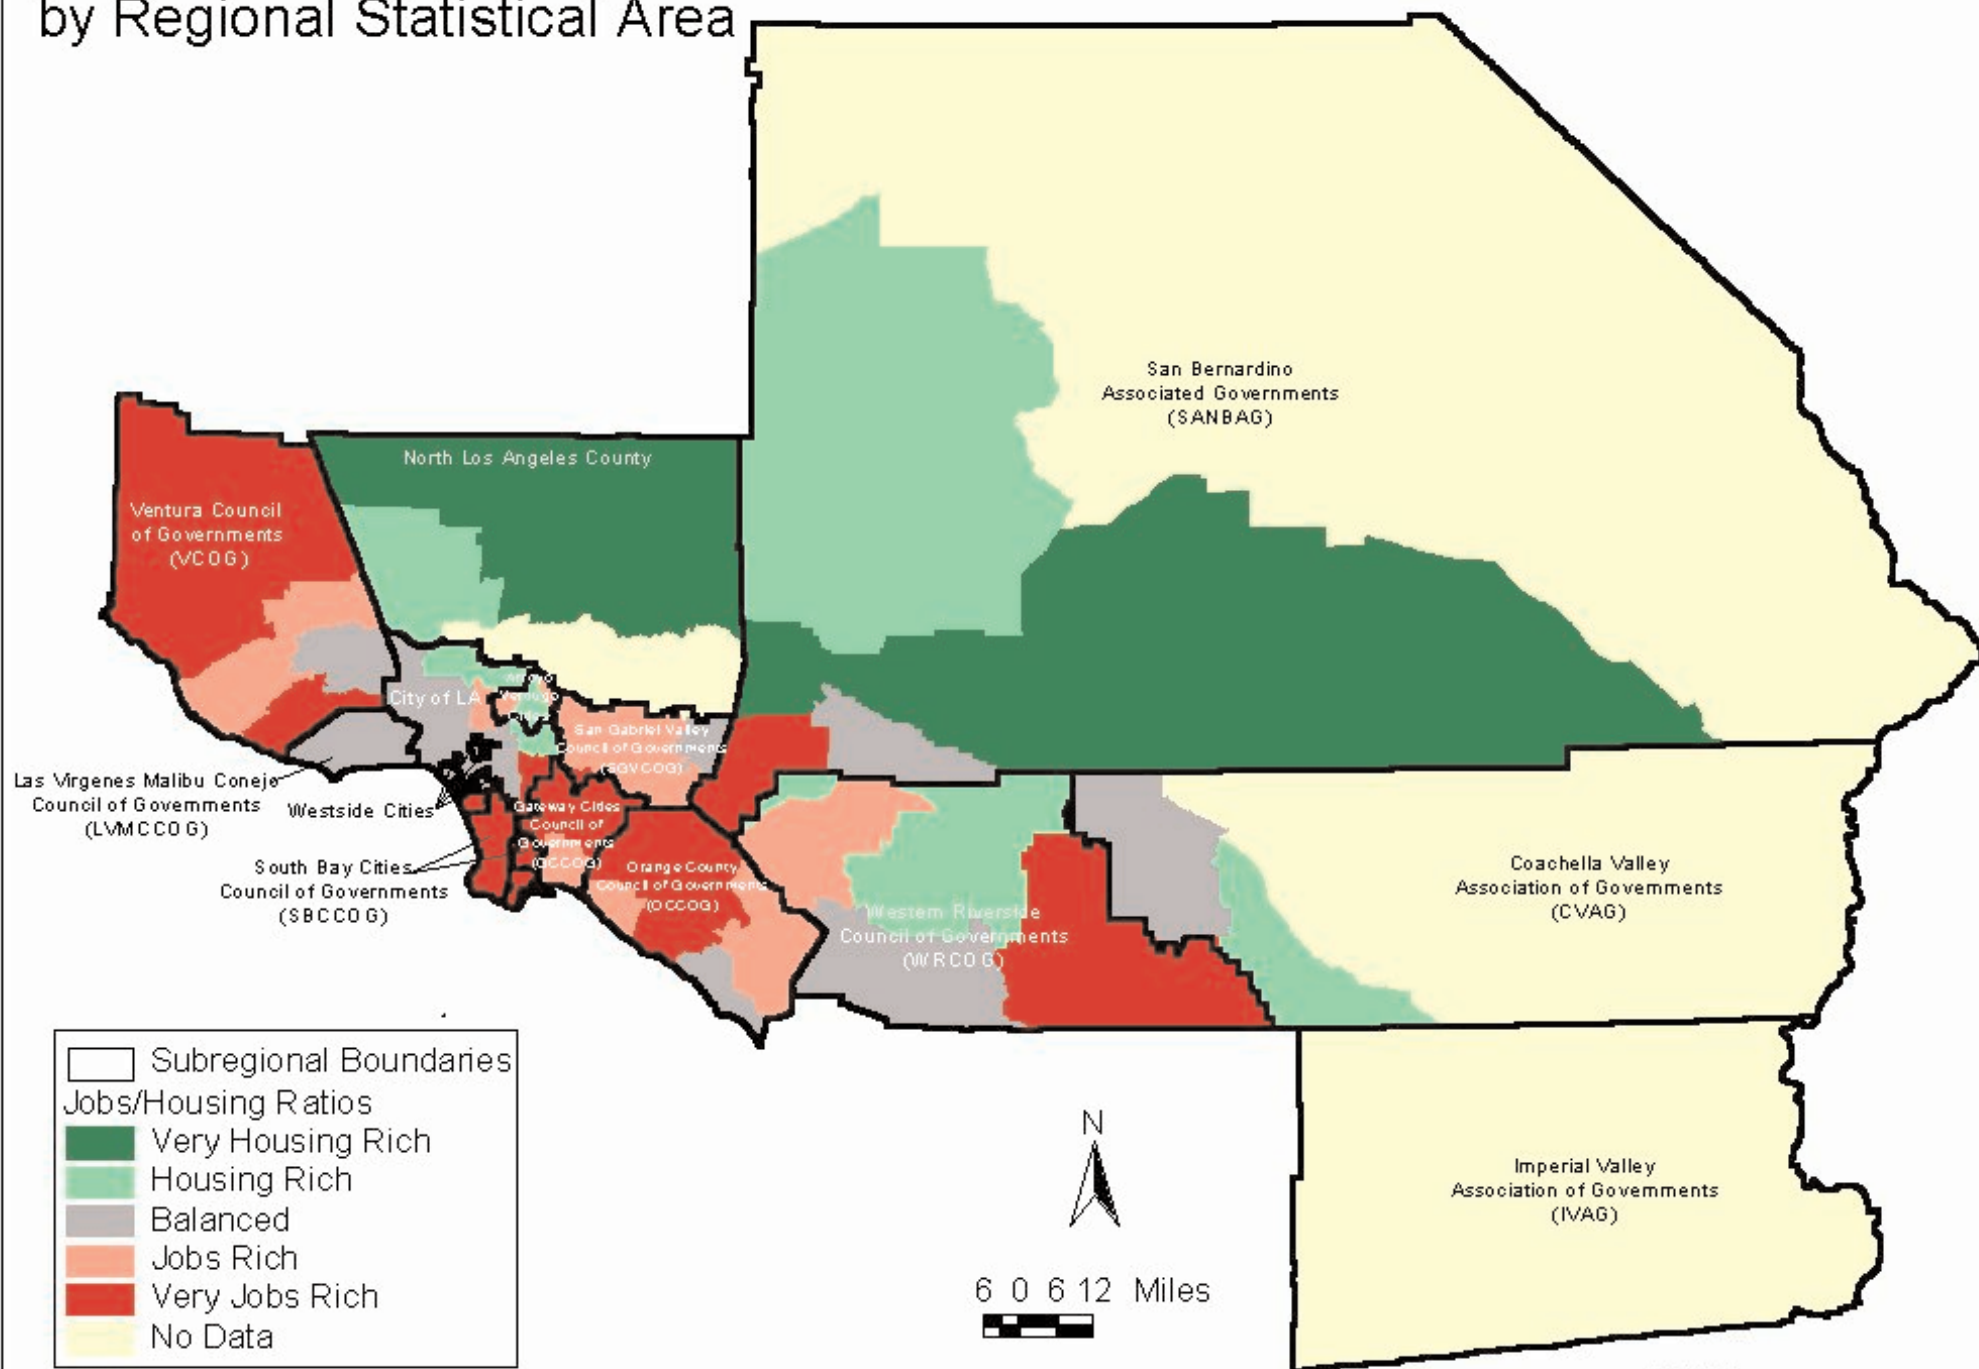 by Regional Statistical Area
San Bernardino
Associated Governments
(SANBAG)
North Los Angeles County
Ventura Council
of Governments
(VCOG)
Arroyo
Verdugo
City of LA
San Gabriel Valley
Council of Governments
(SGVCOG)
Las Virgenes Malibu Conejo
Council of Governments
(LVMCCOG)
Westside Cities
Gateway Cities
Council of
Governments
(GCCOG)
South Bay Cities
Council of Governments
(SBCCOG)
Orange County
Council of Governments
(OCCOG)
Western Riverside
Council of Governments
(WRCOG)
Coachella Valley
Association of Governments
(CVAG)
Imperial Valley
Association of Governments
(IVAG)
Subregional Boundaries
Jobs/Housing Ratios
Very Housing Rich
Housing Rich
Balanced
Jobs Rich
Very Jobs Rich
No Data
N
6 0 6 12 Miles